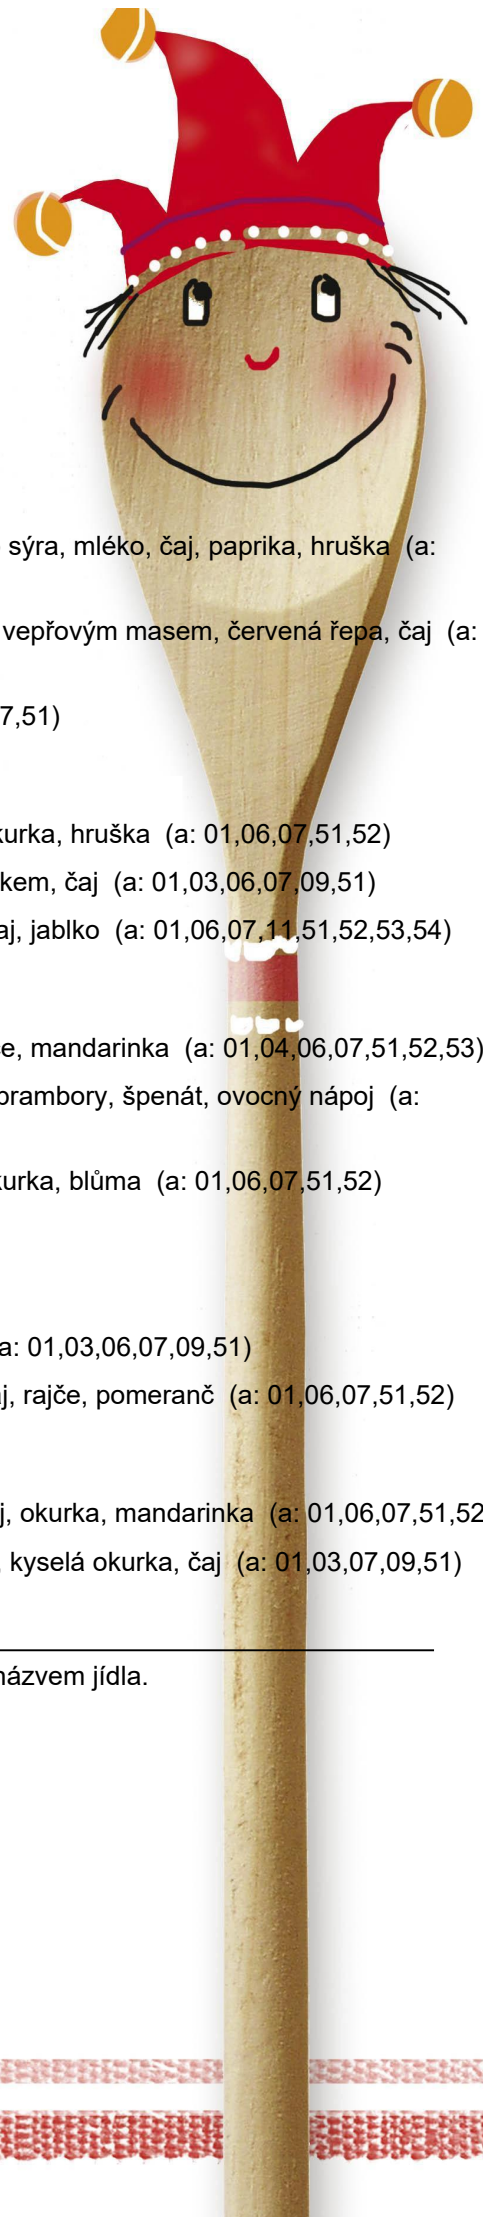 sýra, mléko, čaj, paprika, hruška (a:
vepřovým masem, červená řepa, čaj (a:
7,51)
kurka, hruška (a: 01,06,07,51,52)
kem, čaj (a: 01,03,06,07,09,51)
aj, jablko (a: 01,06,07,11,51,52,53,54)
e, mandarinka (a: 01,04,06,07,51,52,53)
brambory, špenát, ovocný nápoj (a:
kurka, blůma (a: 01,06,07,51,52)
a: 01,03,06,07,09,51)
j, rajče, pomeranč (a: 01,06,07,51,52)
j, okurka, mandarinka (a: 01,06,07,51,52
, kyselá okurka, čaj (a: 01,03,07,09,51)
názvem jídla.